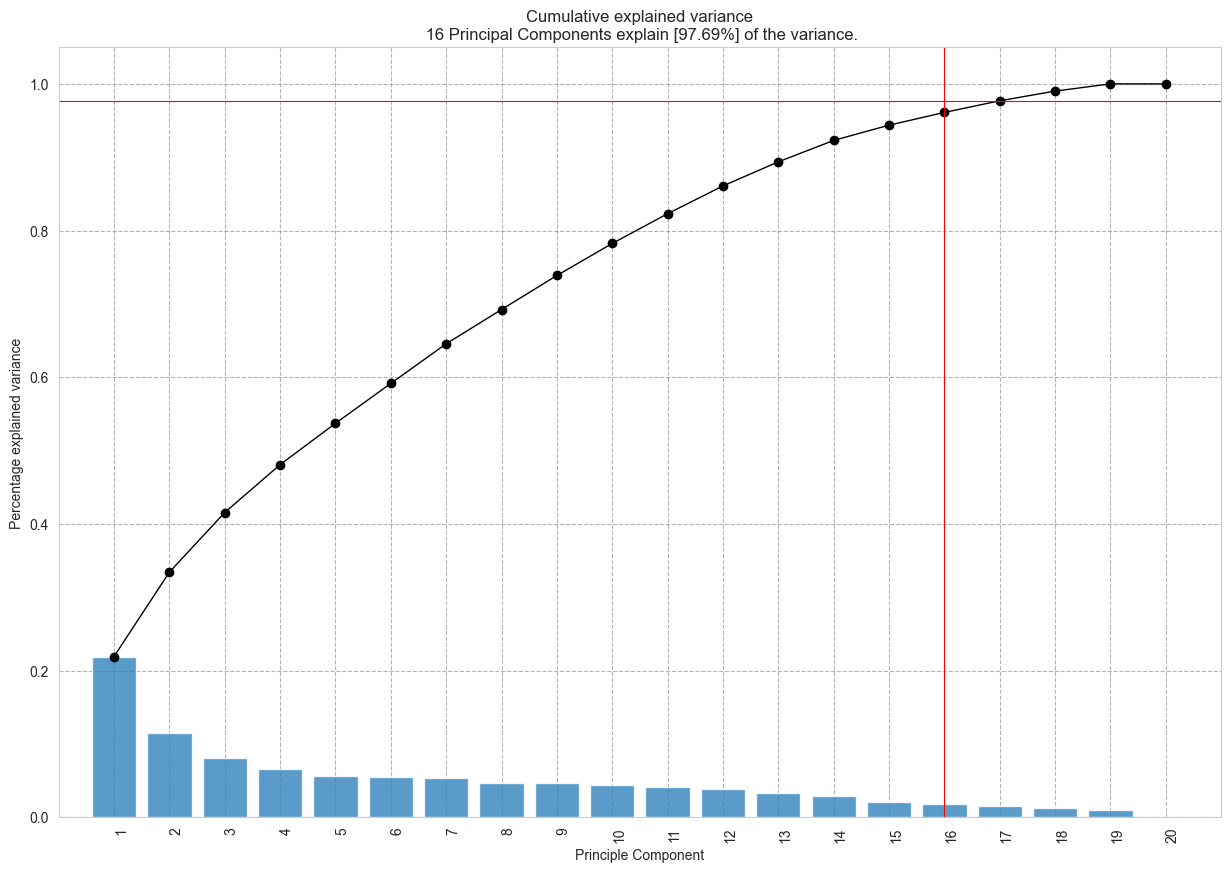 Cumulative explained variance
16 Principal Components explain [97.69%] of the variance.
Percentage explained variance
1.0
0.8
0.6
0.4
0.2
0.0
1 2 3 4 5 6 7 8 9 10 11 12 13 14 15 16 17 18 19 20
Principle Component